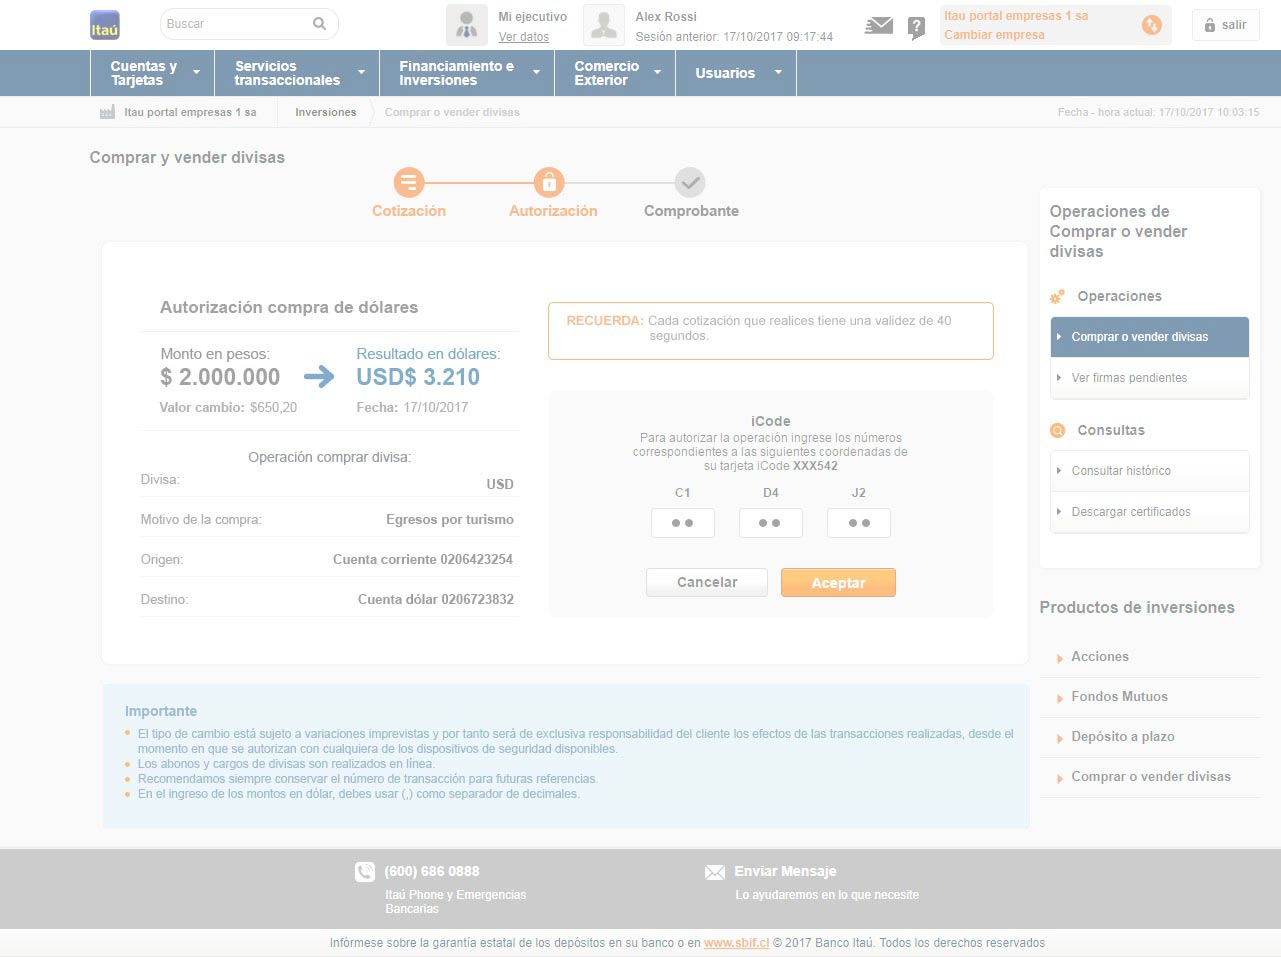 Itaú
Buscar
Mi ejecutivo
Ver datos
Alex Rossi
Sesión anterior: 17/10/2017 09:17:44
?
Itau portal empresas 1 sa
Cambiar empresa
salir
Cuentas y
Tarjetas
Servicios
transaccionales
Financiamiento e
Inversiones
Comercio
Exterior
Usuarios
Itau portal empresas 1 sa
Inversiones
Comprar o vender divisas
Fecha - hora actual: 17/10/2017 10:03:15
Comprar y vender divisas
Cotización
Autorización
Comprobante
Autorización compra de dólares
Monto en pesos:
$ 2.000.000
Valor cambio: $650,20
Resultado en dólares:
USD$ 3.210
Fecha: 17/10/2017
Operación comprar divisa:
Divisa:
USD
Motivo de la compra:
Egresos por turismo
Origen:
Cuenta corriente 0206423254
Destino:
Cuenta dólar 0206723832
RECUERDA: Cada cotización que realices tiene una validez de 40
segundos.
iCode
Para autorizar la operación ingrese los números
correspondientes a las siguientes coordenadas de
su tarjeta iCode XXX542
C1
D4
J2
Cancelar
Aceptar
Importante
El tipo de cambio está sujeto a variaciones imprevistas y por tanto será de exclusiva responsabilidad del cliente los efectos de las transacciones realizadas, desde el
momento en que se autorizan con cualquiera de los dispositivos de seguridad disponibles.
Los abonos y cargos de divisas son realizados en línea.
Recomendamos siempre conservar el número de transacción para futuras referencias.
En el ingreso de los montos en dólar, debes usar (,) como separador de decimales.
Operaciones de
Comprar o vender
divisas
Operaciones
Comprar o vender divisas
Ver firmas pendientes
Consultas
Consultar histórico
Descargar certificados
Productos de inversiones
Acciones
Fondos Mutuos
Depósito a plazo
Comprar o vender divisas
(600) 686 0888
Itaú Phone y Emergencias
Bancarias
Enviar Mensaje
Lo ayudaremos en lo que necesite
Infórmese sobre la garantía estatal de los depósitos en su banco o en www.sbif.cl © 2017 Banco Itaú. Todos los derechos reservados